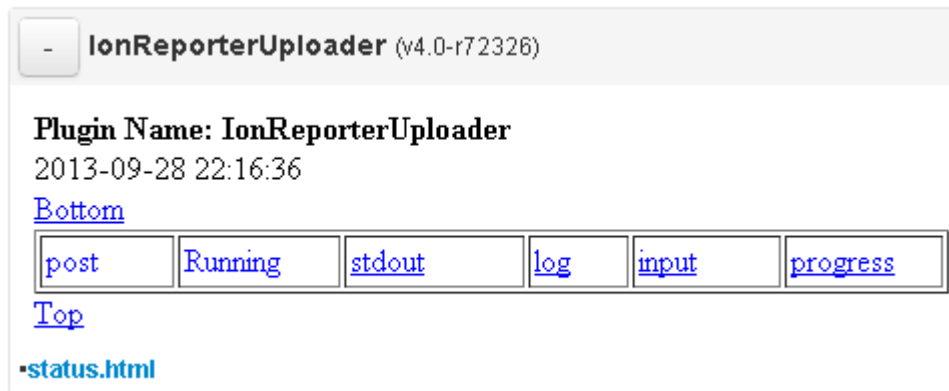 - IonReporterUploader (v4.0-r72326)
Plugin Name: IonReporterUploader
2013-09-28 22:16:36
Bottom
post Running stdout log input progress
Top
▪status.html